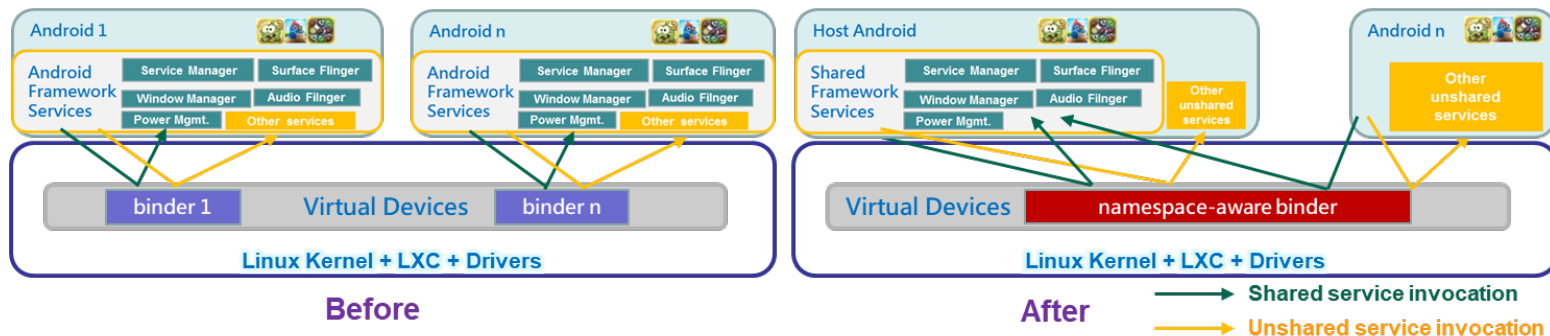 Android 1
Android
Framework
Services
Service Manager
Surface Flinger
Window Manager
Audio Filnger
Power Mgmt.
Other services
Android n
Android
Framework
Services
Service Manager
Surface Flinger
Window Manager
Audio Filnger
Power Mgmt.
Other services
binder 1
Virtual Devices
binder n
Linux Kernel + LXC + Drivers
Before
Host Android
Shared
Framework
Services
Service Manager
Surface Flinger
Window Manager
Audio Flinger
Power Mgmt.
Other
unshared
services
Android n
Other
unshared
services
Virtual Devices
namespace-aware binder
Linux Kernel + LXC + Drivers
After
Shared service invocation
Unshared service invocation